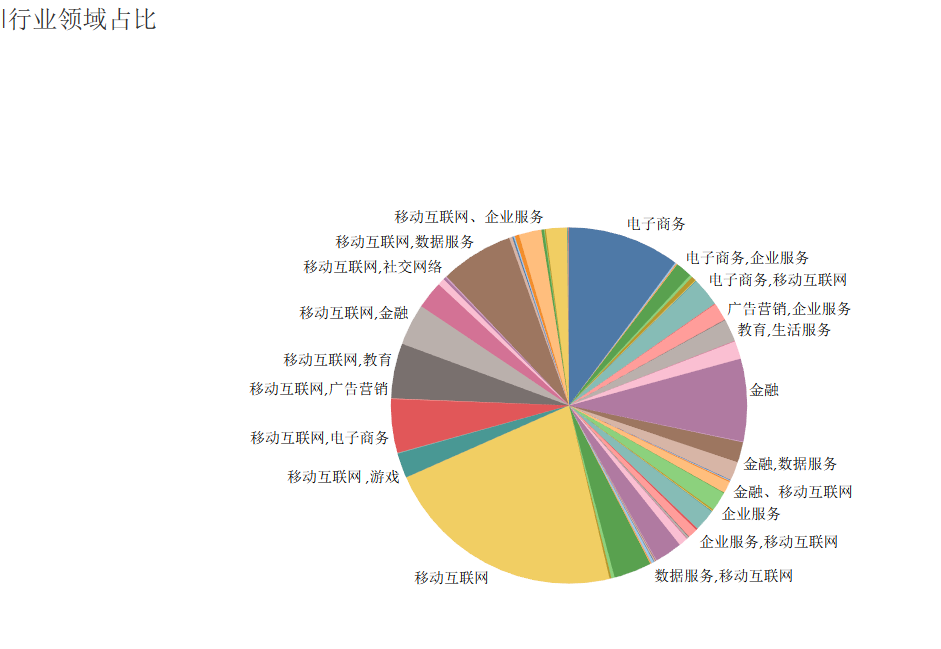 行业领域占比
移动互联网、企业服务
电子商务
移动互联网,数据服务
电子商务,企业服务
移动互联网,社交网络
电子商务,移动互联网
移动互联网,金融
广告营销,企业服务
教育,生活服务
移动互联网,教育
移动互联网,广告营销
金融
移动互联网,电子商务
金融,数据服务
移动互联网 ,游戏
金融、移动互联网
企业服务
企业服务,移动互联网
移动互联网
数据服务,移动互联网